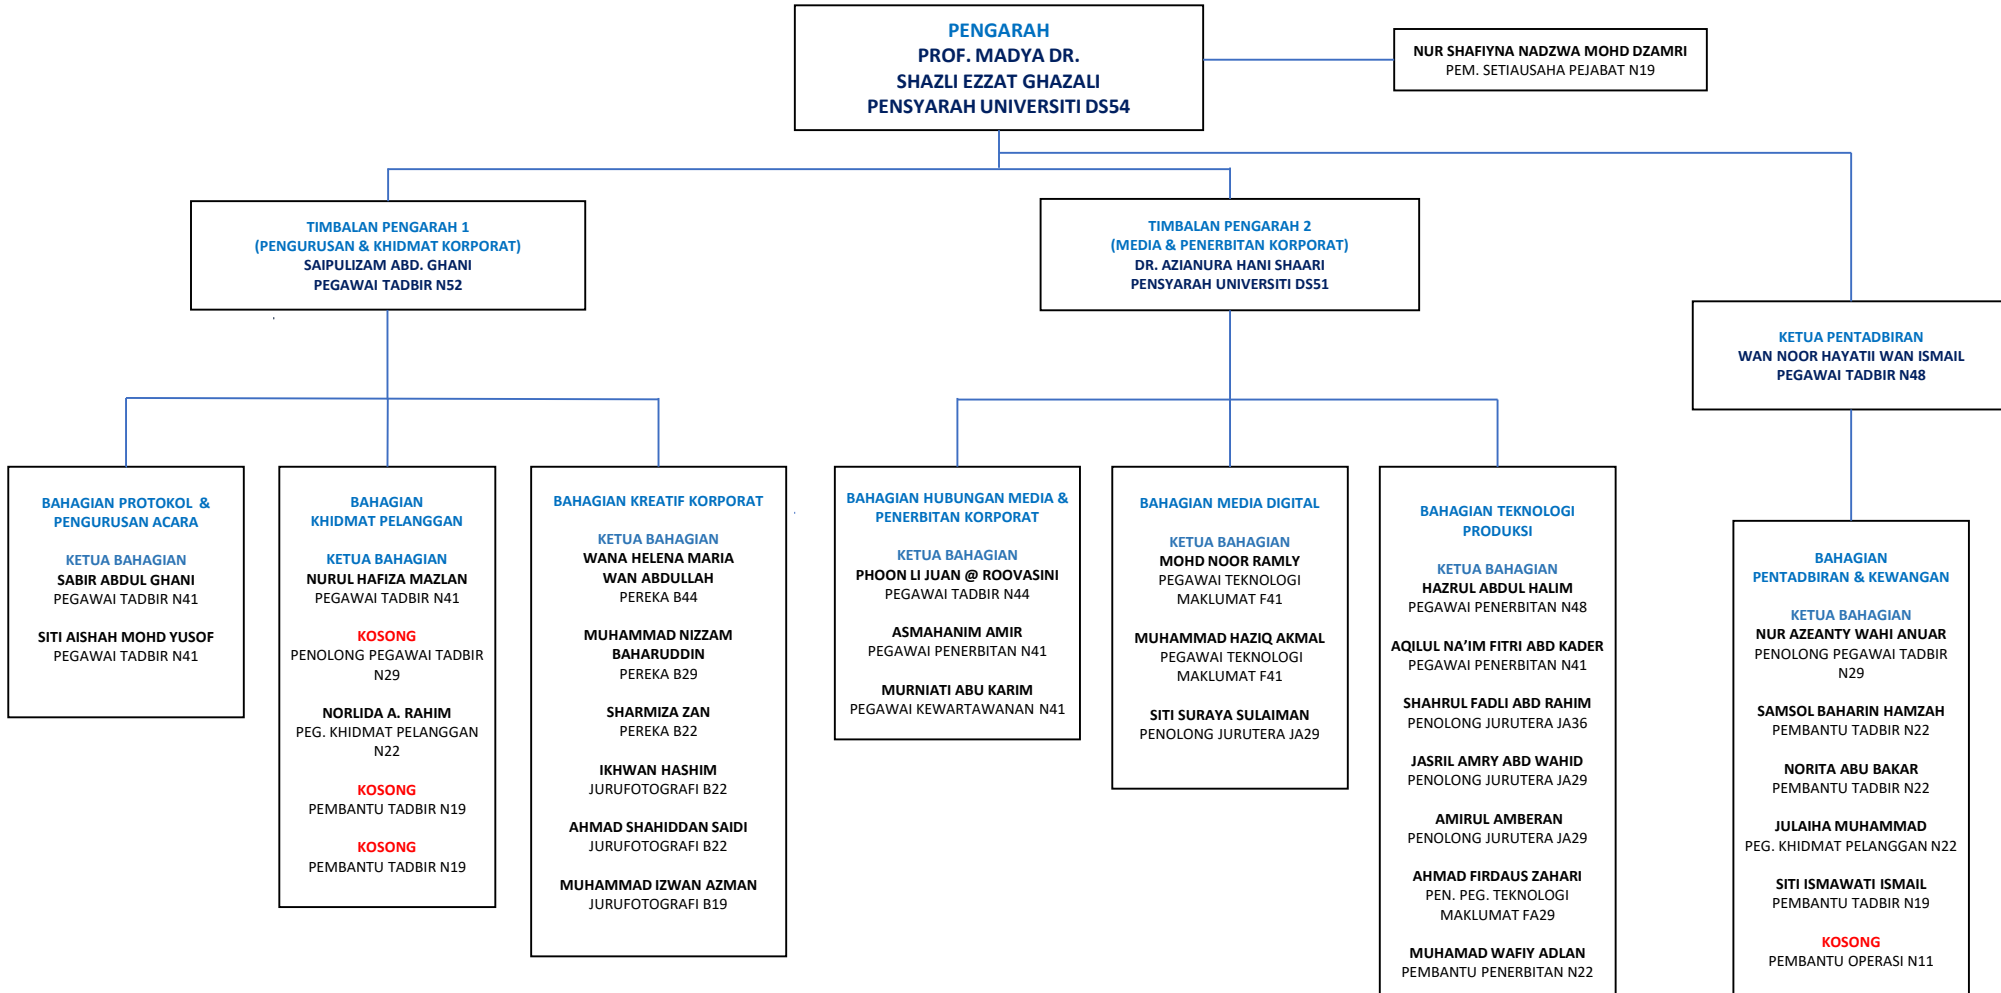 PENGARAH
PROF. MADYA DR.
SHAZLI EZZAT GHAZALI
PENSYARAH UNIVERSITI DS54
NUR SHAFIYNA NADZWA MOHD DZAMRI
PEM. SETIAUSAHA PEJABAT N19
TIMBALAN PENGARAH 1
(PENGURUSAN & KHIDMAT KORPORAT)
SAIPULIZAM ABD. GHANI
PEGAWAI TADBIR N52
TIMBALAN PENGARAH 2
(MEDIA & PENERBITAN KORPORAT)
DR. AZIANURA HANI SHAARI
PENSYARAH UNIVERSITI DS51
KETUA PENTADBIRAN
WAN NOOR HAYATII WAN ISMAIL
PEGAWAI TADBIR N48
BAHAGIAN PROTOKOL &
PENGURUSAN ACARA
KETUA BAHAGIAN
SABIR ABDUL GHANI
PEGAWAI TADBIR N41
SITI AISHAH MOHD YUSOF
PEGAWAI TADBIR N41
BAHAGIAN
KHIDMAT PELANGGAN
KETUA BAHAGIAN
NURUL HAFIZA MAZLAN
PEGAWAI TADBIR N41
KOSONG
PENOLONG PEGAWAI TADBIR
N29
NORLIDA A. RAHIM
PEG. KHIDMAT PELANGGAN
N22
KOSONG
PEMBANTU TADBIR N19
KOSONG
PEMBANTU TADBIR N19
BAHAGIAN KREATIF KORPORAT
KETUA BAHAGIAN
WANA HELENA MARIA
WAN ABDULLAH
PEREKA B44
MUHAMMAD NIZZAM
BAHARUDDIN
PEREKA B29
SHARMIZA ZAN
PEREKA B22
IKHWAN HASHIM
JURUFOTOGRAFI B22
AHMAD SHAHIDDAN SAIDI
JURUFOTOGRAFI B22
MUHAMMAD IZWAN AZMAN
JURUFOTOGRAFI B19
BAHAGIAN HUBUNGAN MEDIA &
PENERBITAN KORPORAT
KETUA BAHAGIAN
PHOON LI JUAN @ ROOVASINI
PEGAWAI TADBIR N44
ASMAHANIM AMIR
PEGAWAI PENERBITAN N41
MURNIATI ABU KARIM
PEGAWAI KEWARTAWANAN N41
BAHAGIAN MEDIA DIGITAL
KETUA BAHAGIAN
MOHD NOOR RAMLY
PEGAWAI TEKNOLOGI
MAKLUMAT F41
MUHAMMAD HAZIQ AKMAL
PEGAWAI TEKNOLOGI
MAKLUMAT F41
SITI SURAYA SULAIMAN
PENOLONG JURUTERA JA29
BAHAGIAN TEKNOLOGI
PRODUKSI
KETUA BAHAGIAN
HAZRUL ABDUL HALIM
PEGAWAI PENERBITAN N48
AQILUL NA’IM FITRI ABD KADER
PEGAWAI PENERBITAN N41
SHAHRUL FADLI ABD RAHIM
PENOLONG JURUTERA JA36
JASRIL AMRY ABD WAHID
PENOLONG JURUTERA JA29
AMIRUL AMBERAN
PENOLONG JURUTERA JA29
AHMAD FIRDAUS ZAHARI
PEN. PEG. TEKNOLOGI
MAKLUMAT FA29
MUHAMAD WAFIY ADLAN
PEMBANTU PENERBITAN N22
BAHAGIAN
PENTADBIRAN & KEWANGAN
KETUA BAHAGIAN
NUR AZEANTY WAHI ANUAR
PENOLONG PEGAWAI TADBIR
N29
SAMSOL BAHARIN HAMZAH
PEMBANTU TADBIR N22
NORITA ABU BAKAR
PEMBANTU TADBIR N22
JULAIHA MUHAMMAD
PEG. KHIDMAT PELANGGAN N22
SITI ISMAWATI ISMAIL
PEMBANTU TADBIR N19
KOSONG
PEMBANTU OPERASI N11